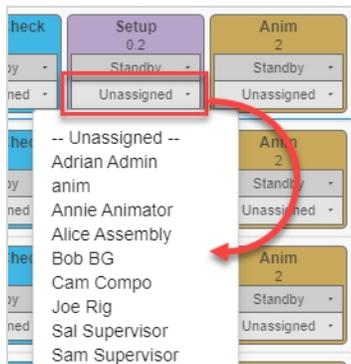 heck Setup Anim
0.2 2
by Standby Standby
ned Unassigned Unassigned
-- Unassigned --
Adrian Admin
anim
Annie Animator
Alice Assembly
Bob BG
Cam Compo
Joe Rig
Sal Supervisor
Sam Supervisor
hec Anim
2
by Standby
ned Unassigned
hec Anim
2
by Standby
ned Unassigned